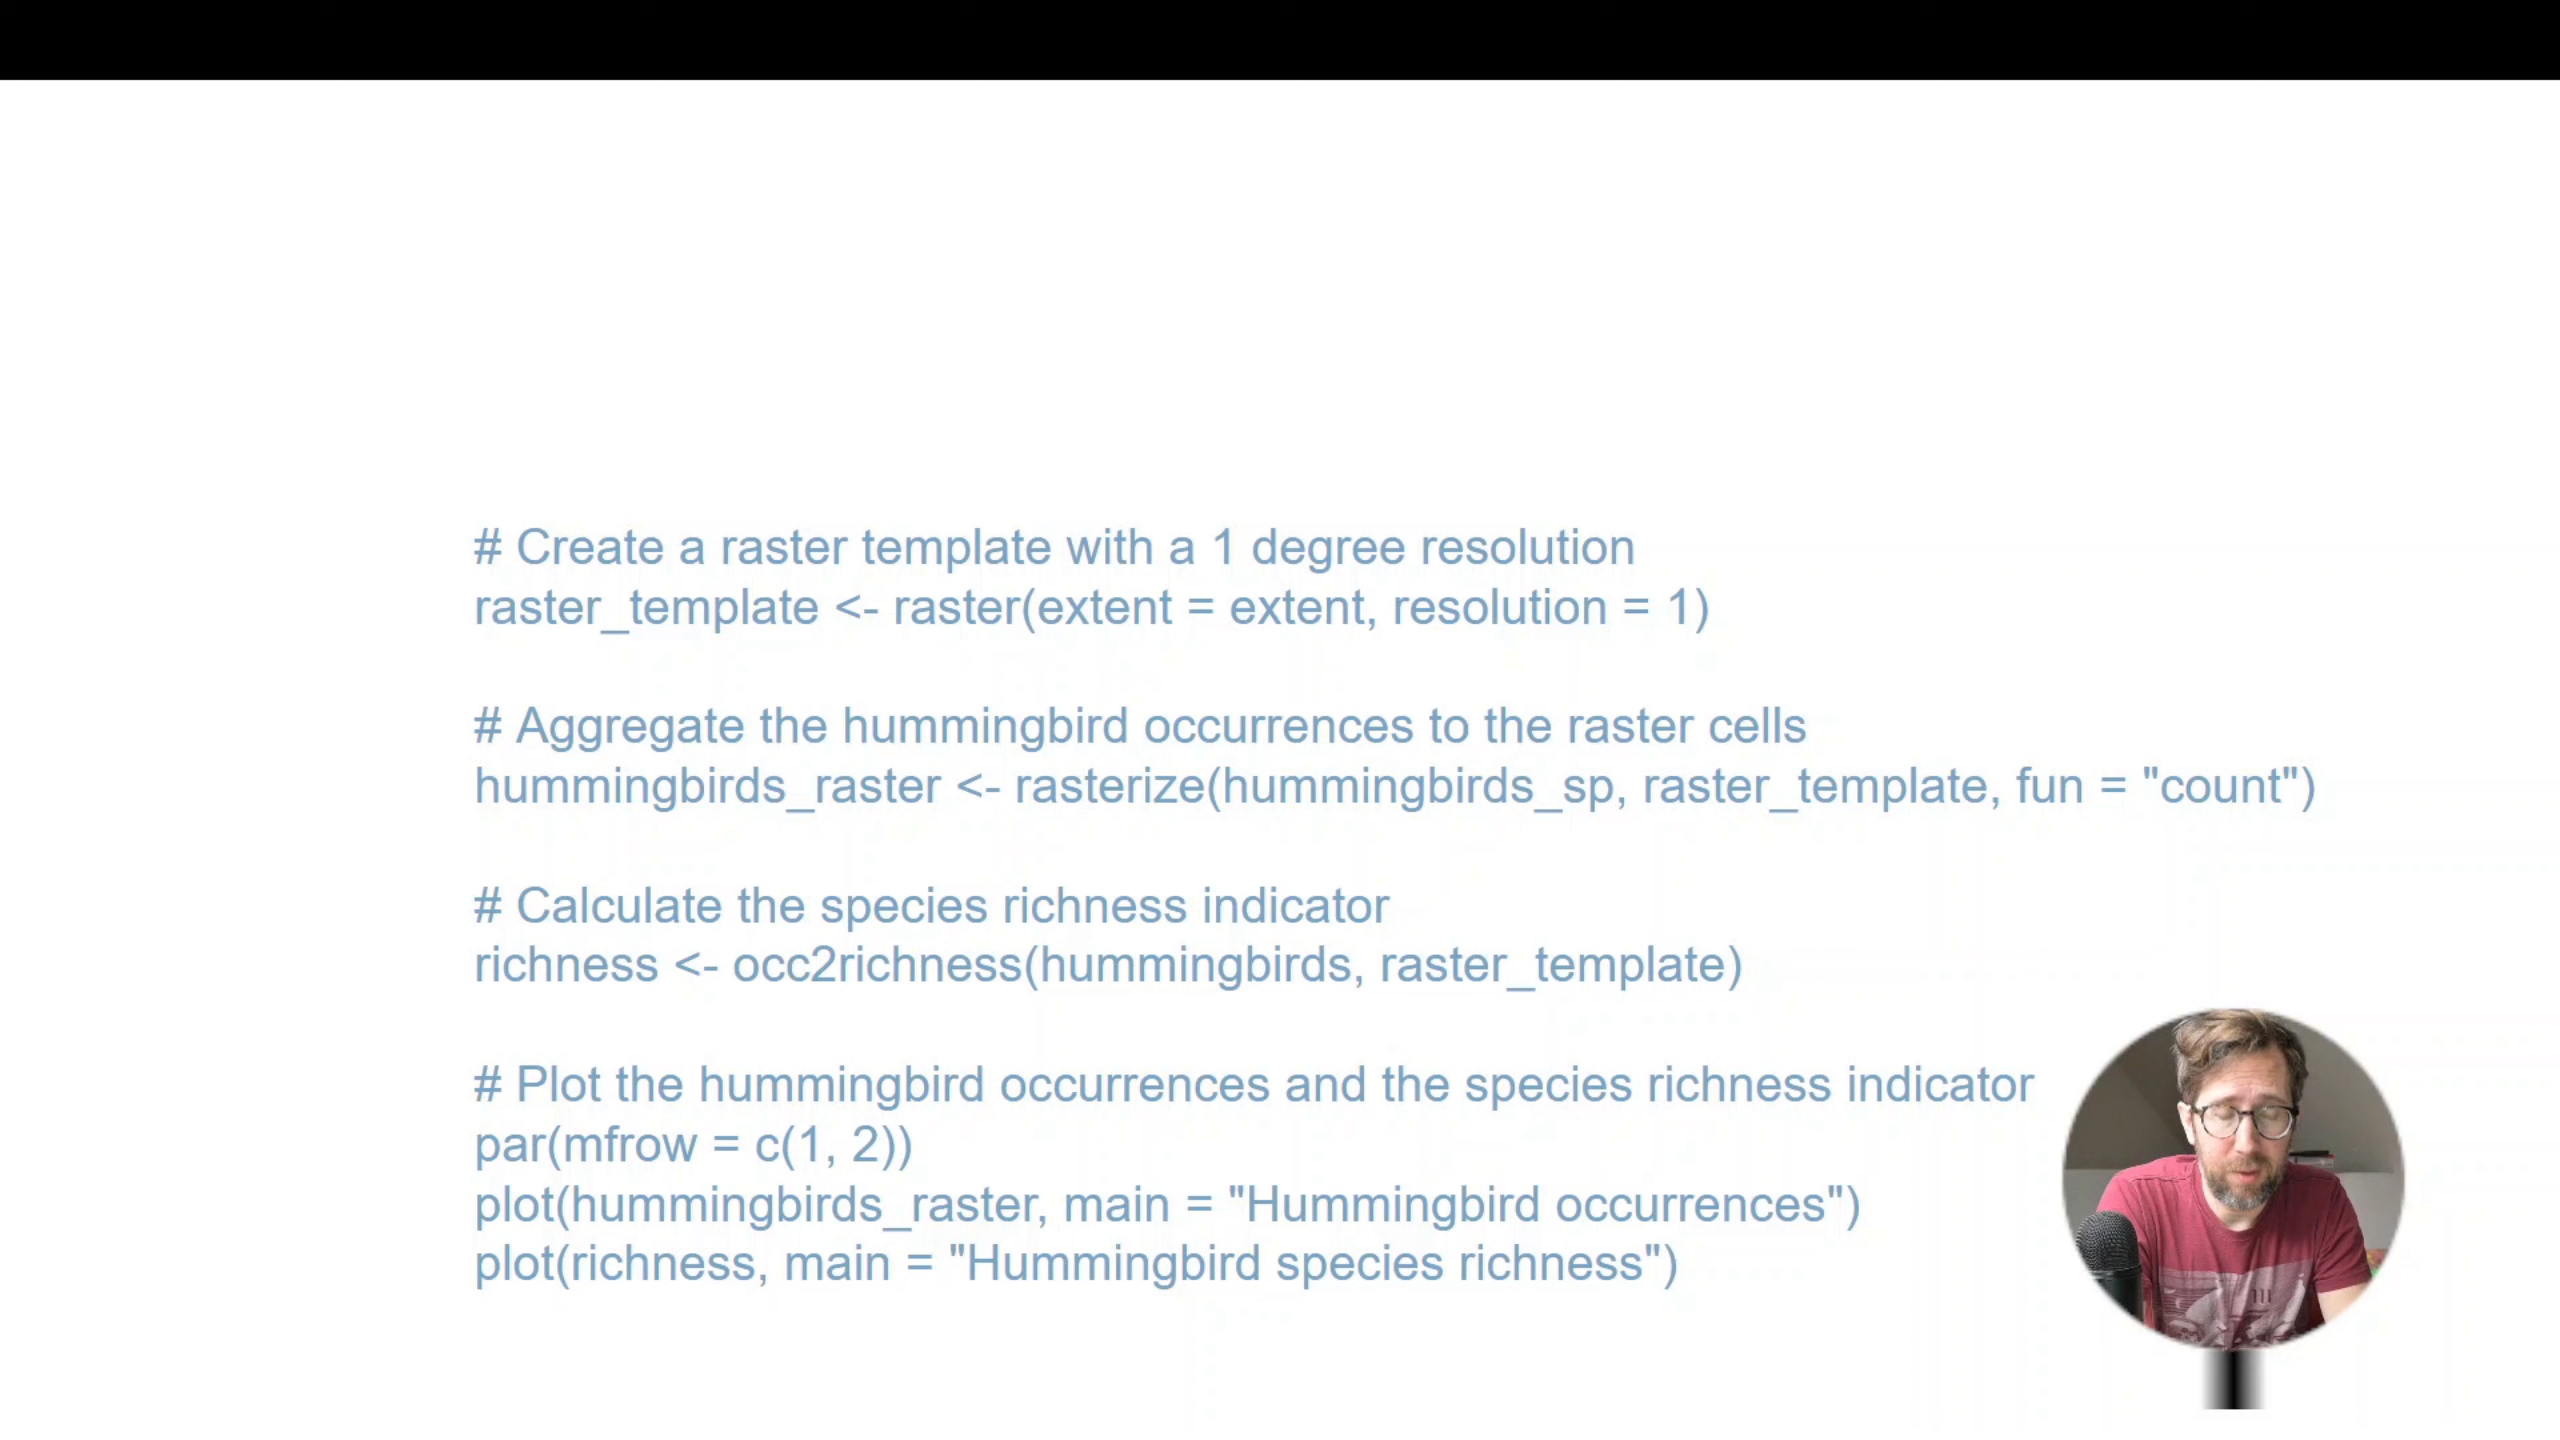 # Create a raster template with a 1 degree resolution
raster_template <- raster(extent = extent, resolution = 1)
# Aggregate the hummingbird occurrences to the raster cells
hummingbirds_raster <- rasterize(hummingbirds_sp, raster_template, fun = "count")
# Calculate the species richness indicator
richness <- occ2richness(hummingbirds, raster_template)
# Plot the hummingbird occurrences and the species richness indicator
par(mfrow = c(1, 2))
plot(hummingbirds_raster, main = "Hummingbird occurrences")
plot(richness, main = "Hummingbird species richness")